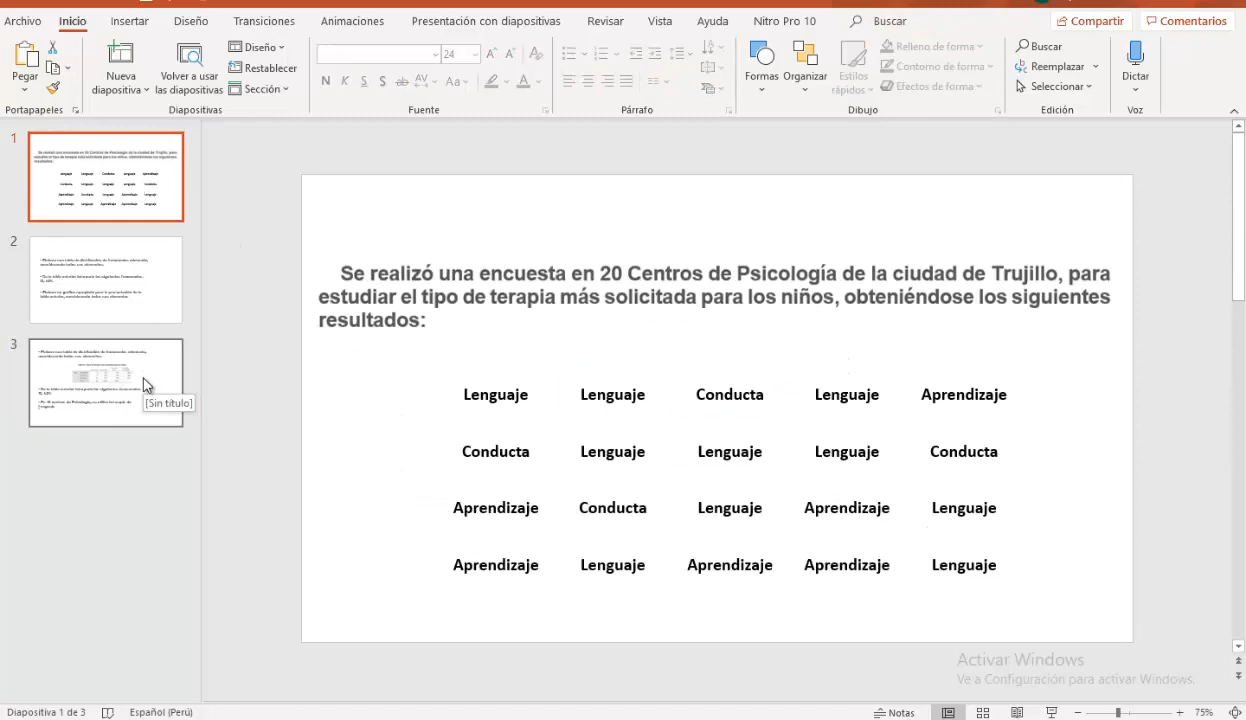 Archivo Inicio Insertar Diseño Transiciones Animaciones Presentación con diapositivas Revisar Vista Ayuda Nitro Pro 10 Buscar Compartir Comentarios
Pegar
Nueva diapositiva
Volver a usar las diapositivas
Diseño
Restablecer
Sección
24
N K S S ab AV Aa A
Formas
Organizar
Estilos rápidos
Relleno de forma
Contorno de forma
Efectos de forma
Buscar
Reemplazar
Seleccionar
Dictar
Portapapeles Diapositivas Fuente Párrafo Dibujo Edición Voz
1
2
3
[Sin título]
Se realizó una encuesta en 20 Centros de Psicología de la ciudad de Trujillo, para
estudiar el tipo de terapia más solicitada para los niños, obteniéndose los siguientes
resultados:
Lenguaje Lenguaje Conducta Lenguaje Aprendizaje
Conducta Lenguaje Lenguaje Lenguaje Conducta
Aprendizaje Conducta Lenguaje Aprendizaje Lenguaje
Aprendizaje Lenguaje Aprendizaje Aprendizaje Lenguaje
Activar Windows
Ve a Configuración para activar Windows.
Diapositiva 1 de 3 Español (Perú) Notas 75%